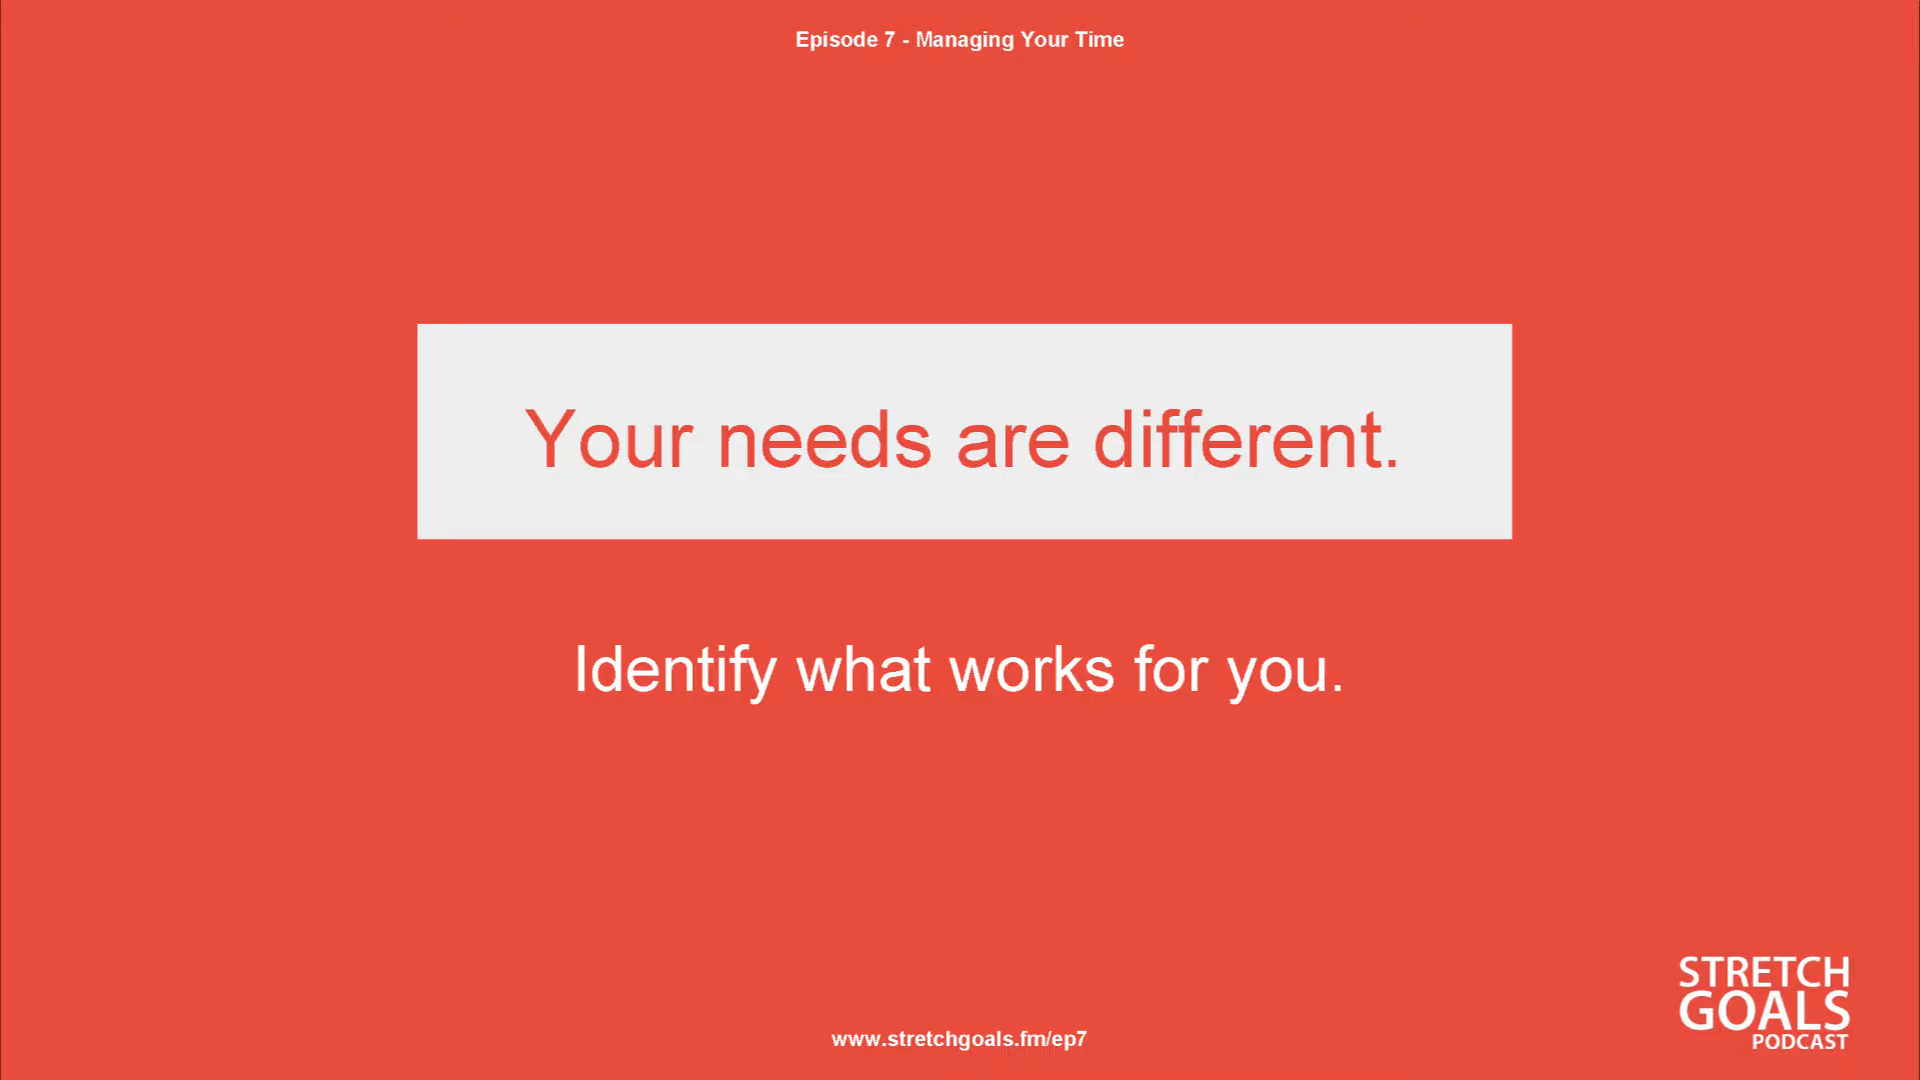 Episode 7 - Managing Your Time
Your needs are different.
Identify what works for you.
www.stretchgoals.fm/ep7
STRETCH
GOALS
PODCAST